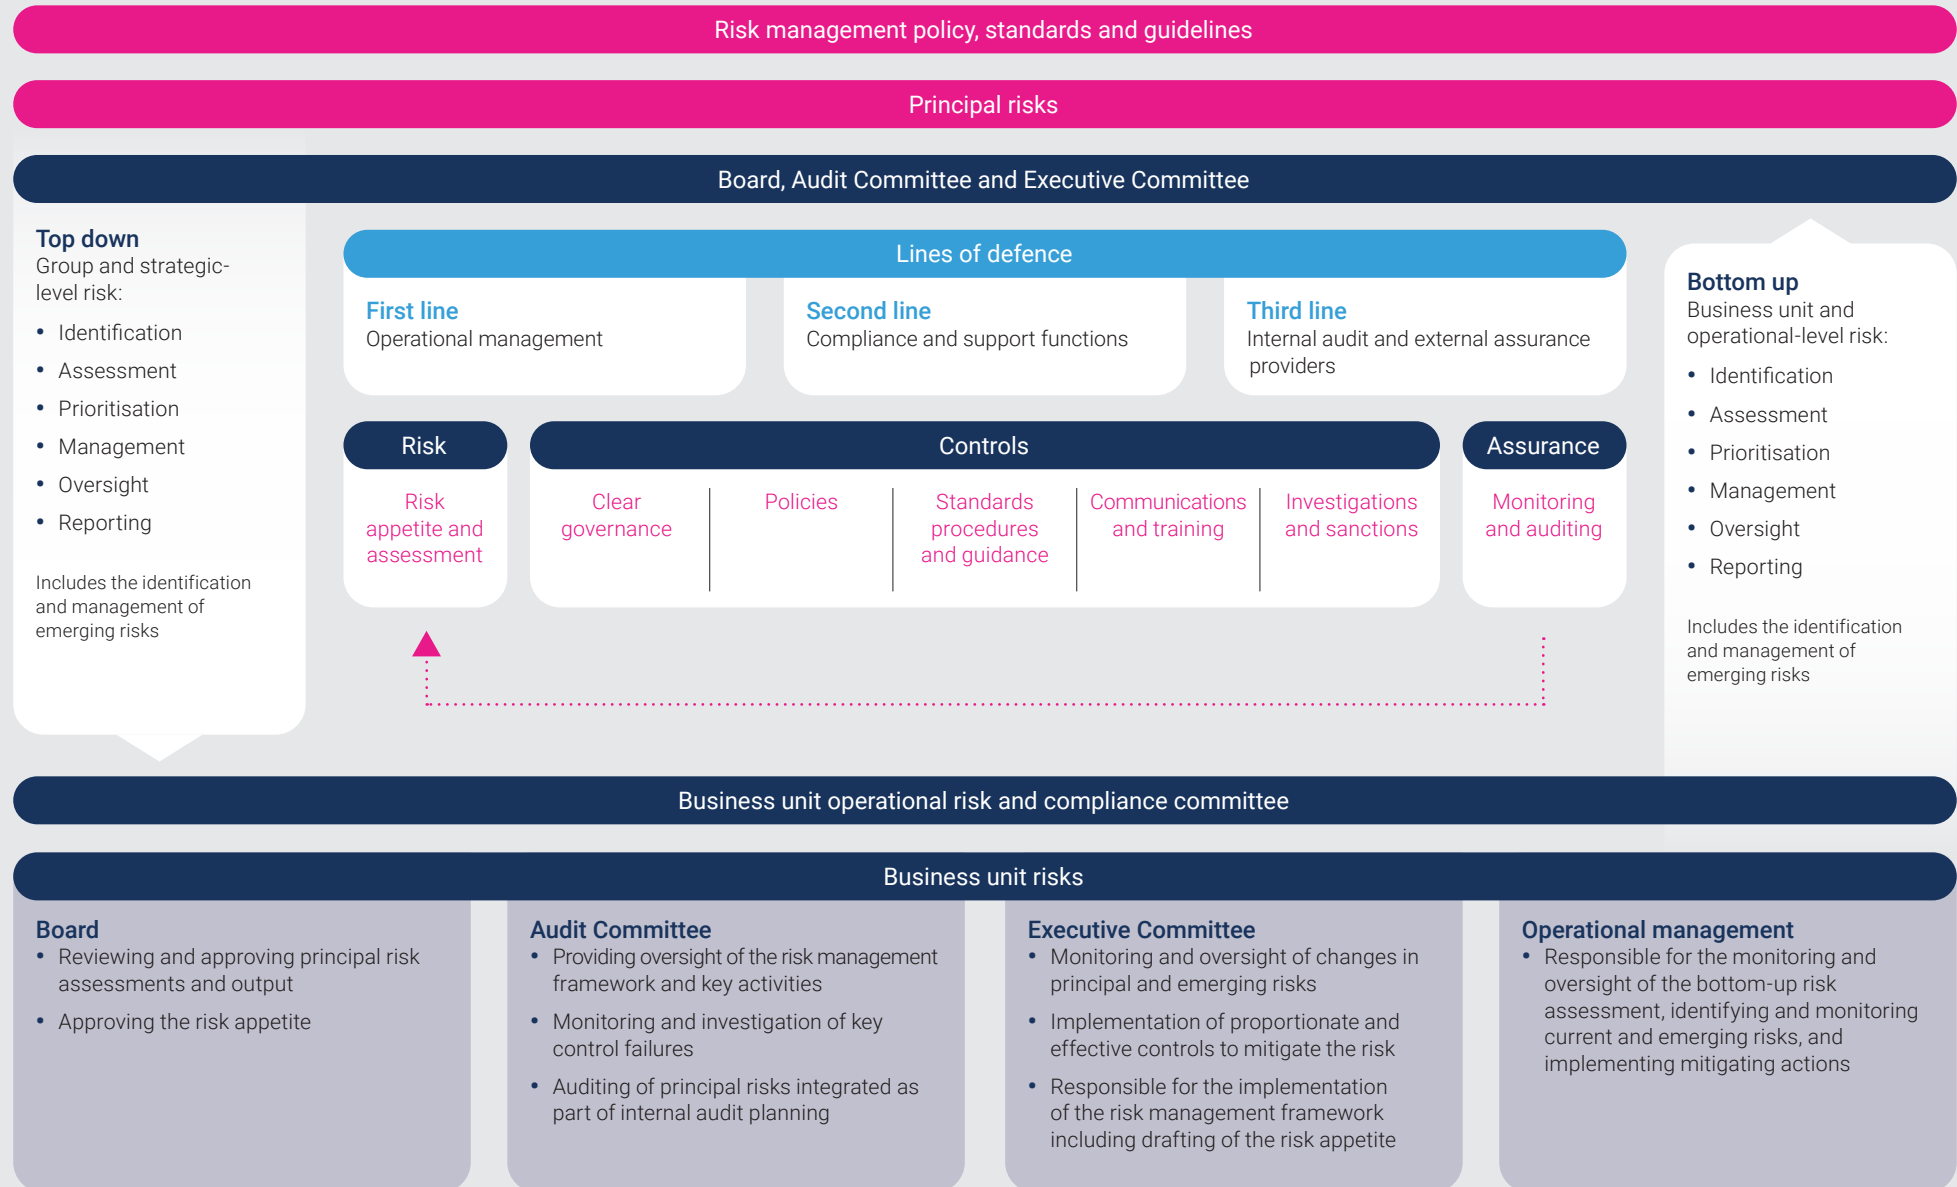 Risk management policy, standards and guidelines
Principal risks
Board, Audit Committee and Executive Committee
Top down
Group and strategic-
level risk:
• Identification
• Assessment
• Prioritisation
• Management
• Oversight
• Reporting
Includes the identification
and management of
emerging risks
Lines of defence
First line
Operational management
Second line
Compliance and support functions
Third line
Internal audit and external assurance
providers
Risk
Risk
appetite and
assessment
Controls
Clear
governance
Policies
Standards
procedures
and guidance
Communications
and training
Investigations
and sanctions
Assurance
Monitoring
and auditing
Bottom up
Business unit and
operational-level risk:
• Identification
• Assessment
• Prioritisation
• Management
• Oversight
• Reporting
Includes the identification
and management of
emerging risks
Business unit operational risk and compliance committee
Business unit risks
Board
• Reviewing and approving principal risk
assessments and output
• Approving the risk appetite
Audit Committee
• Providing oversight of the risk management
framework and key activities
• Monitoring and investigation of key
control failures
• Auditing of principal risks integrated as
part of internal audit planning
Executive Committee
• Monitoring and oversight of changes in
principal and emerging risks
• Implementation of proportionate and
effective controls to mitigate the risk
• Responsible for the implementation
of the risk management framework
including drafting of the risk appetite
Operational management
• Responsible for the monitoring and
oversight of the bottom-up risk
assessment, identifying and monitoring
current and emerging risks, and
implementing mitigating actions